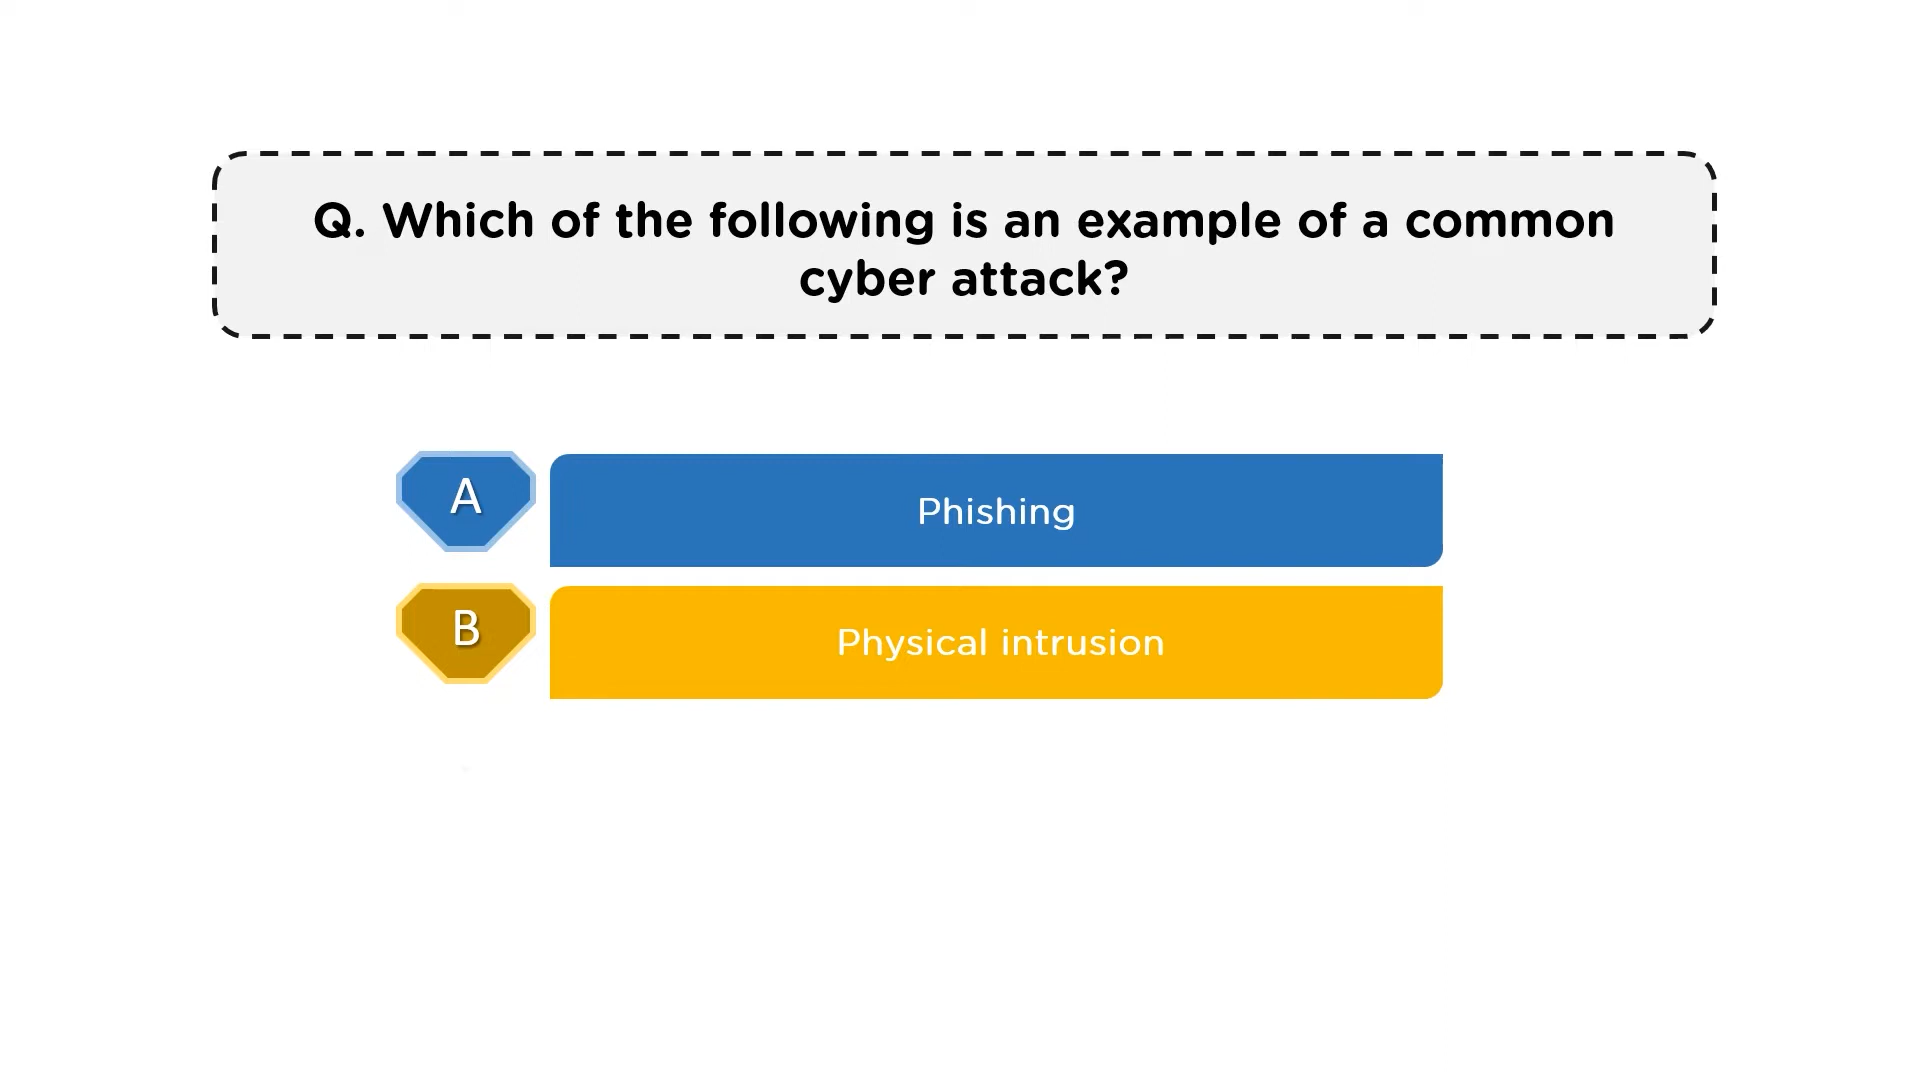 Q. Which of the following is an example of a common
cyber attack?
A
Phishing
B
Physical intrusion